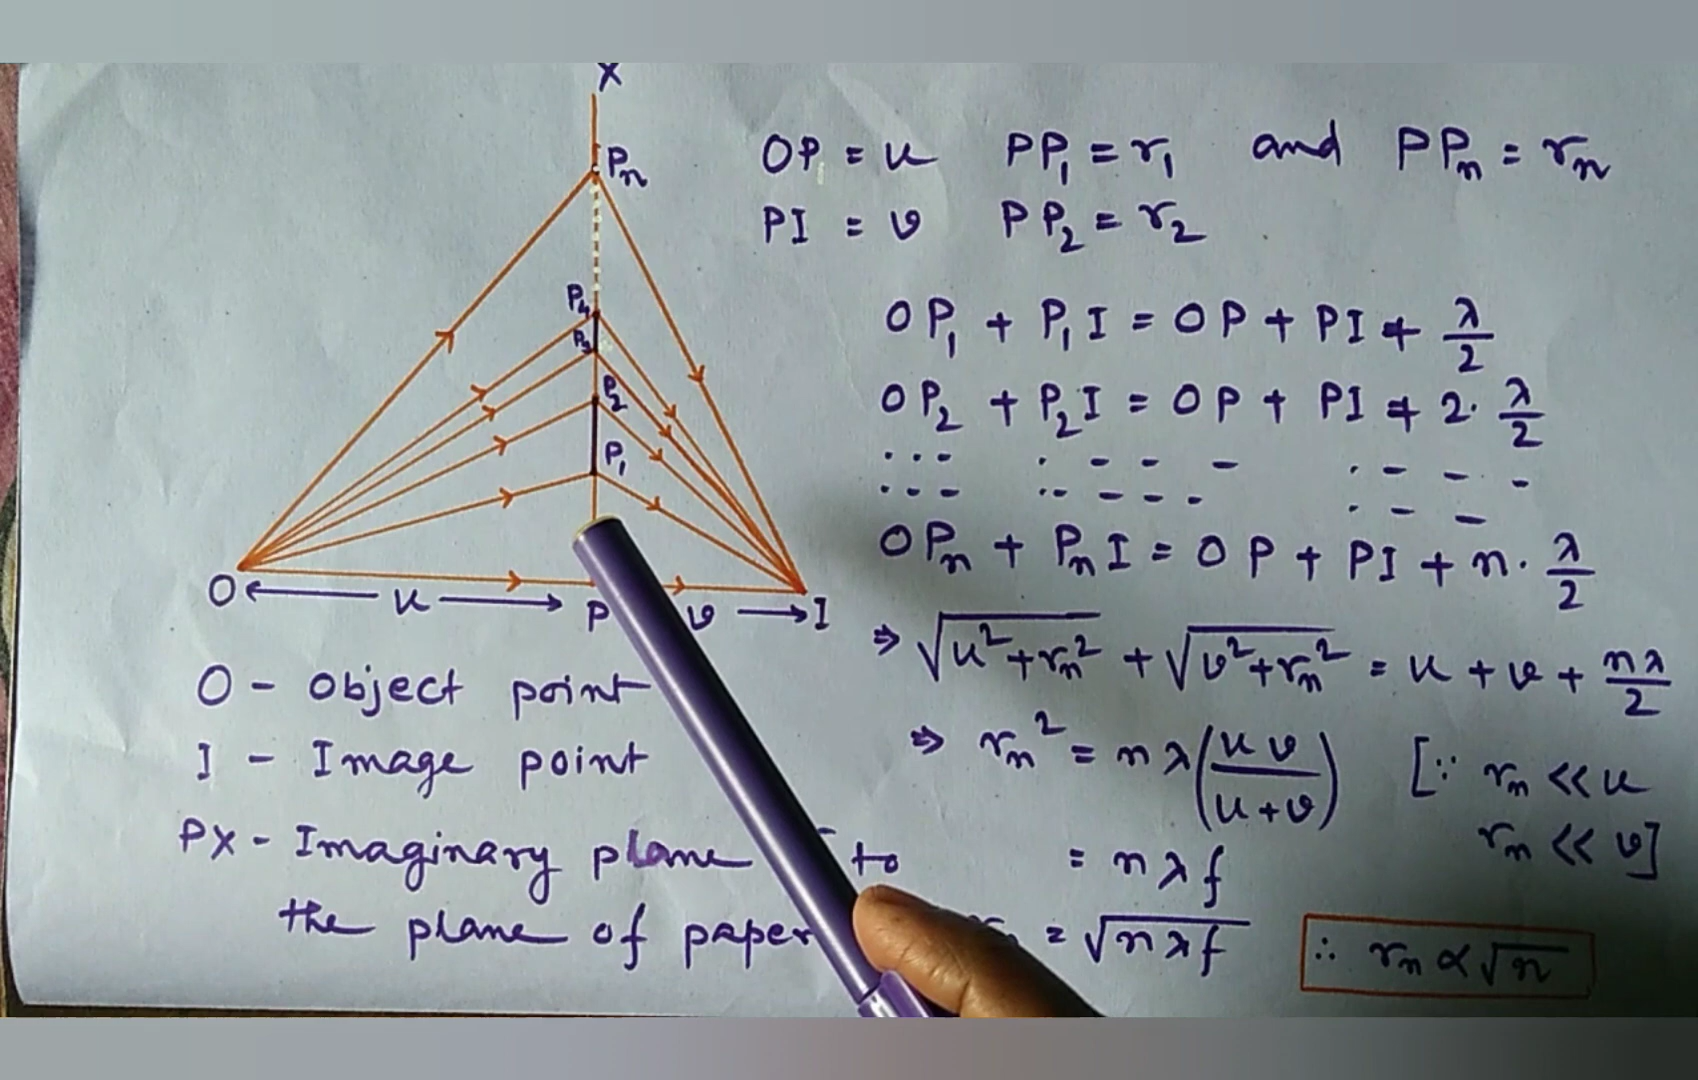 X
Pn
P4
P3
P2
P1
O u P v I
O - Object point
I - Image point
PX - Imaginary plane to
the plane of paper
OP = u PP1 = r1 and PPn = rn
PI = v PP2 = r2
OP1 + P1I = OP + PI + λ/2
OP2 + P2I = OP + PI + 2. λ/2
OPn + PnI = OP + PI + n. λ/2
⇒ √(u²+rn²) + √(v²+rn²) = u + v + nλ/2
⇒ rn² = nλ(uv/(u+v)) [∵ rn << u
rn << v]
= nλf
= √(nλf) ∴ rn ∝ √n